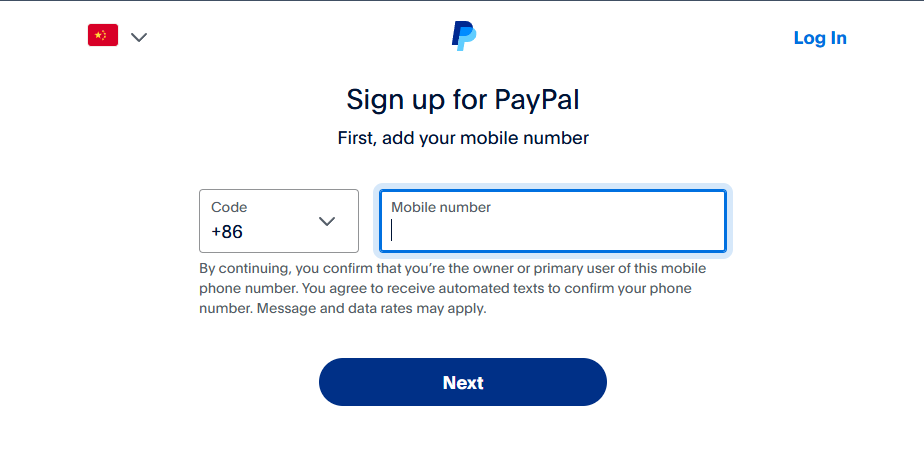 Log In
Sign up for PayPal
First, add your mobile number
Code
+86
Mobile number
By continuing, you confirm that you’re the owner or primary user of this mobile
phone number. You agree to receive automated texts to confirm your phone
number. Message and data rates may apply.
Next